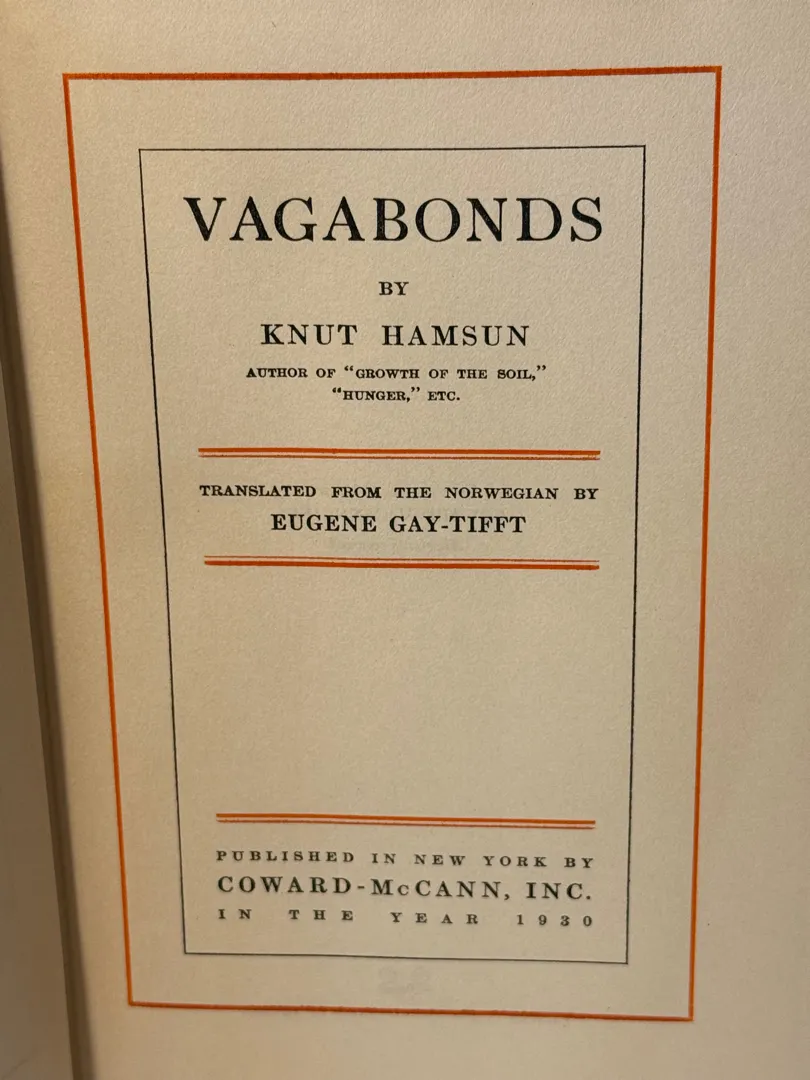 VAGABONDS
BY
KNUT HAMSUN
AUTHOR OF “GROWTH OF THE SOIL,”
“HUNGER,” ETC.
TRANSLATED FROM THE NORWEGIAN BY
EUGENE GAY-TIFFT
PUBLISHED IN NEW YORK BY
COWARD-McCANN, INC.
IN THE YEAR 1930